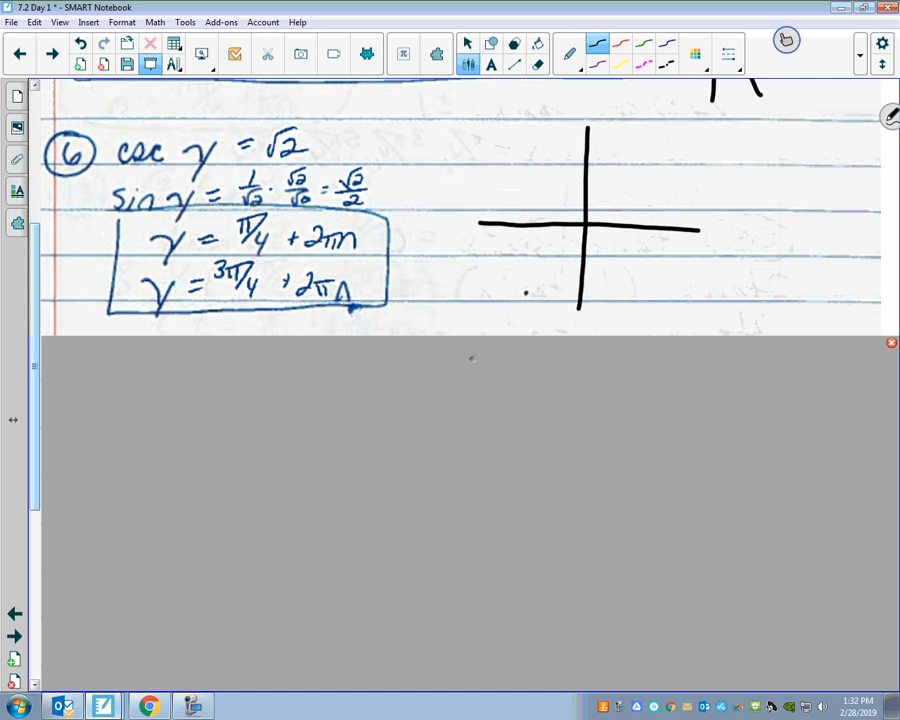 7.2 Day 1 * - SMART Notebook
File Edit View Insert Format Math Tools Add-ons Account Help
6 csc γ = √2
sin γ = 1/√2 · √2/√2 = √2/2
γ = π/4 + 2πn
γ = 3π/4 + 2πn
1:32 PM
2/28/2019